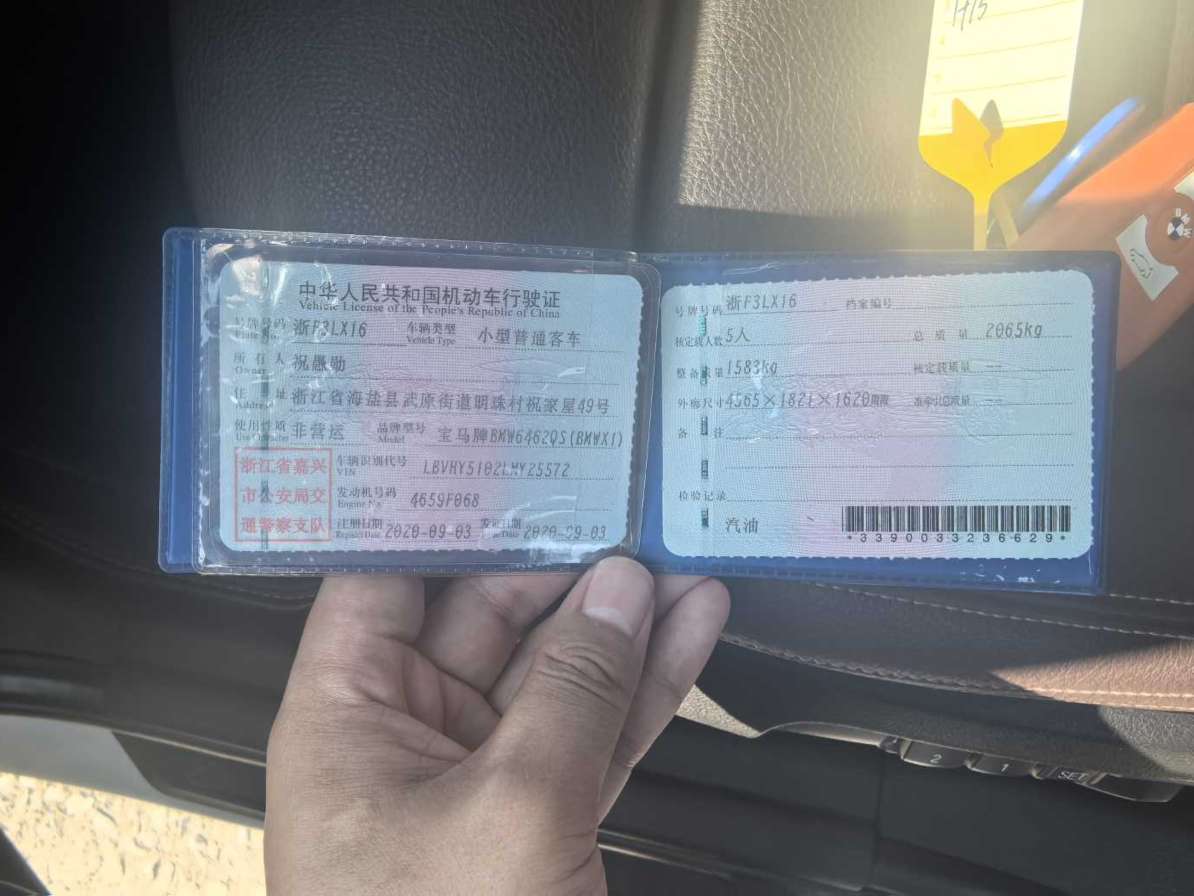 中华人民共和国机动车行驶证
Vehicle License of the People's Republic of China
号牌号码 浙F3LX16 车辆类型 小型普通客车
Plate No. Vehicle Type
所有人 祝愚勋
Owner
住址 浙江省海盐县武原街道明珠村祝家屋49号
Address
使用性质 非营运 品牌型号 宝马牌BMW6462QS(BMWX1)
Use Character Model
浙江省嘉兴
市公安局交
通警察支队
车辆识别代号 LBVHY5102LMY25572
VIN
发动机号码 4659F068
Engine No.
注册日期 2020-09-03 发证日期 2020-09-03
Register Date Issue Date
号牌号码 浙F3LX16 档案编号
核定载人数 5人 总质量 2065kg
整备质量 1583kg 核定载质量 --
外廓尺寸 4565×1821×1620mm 准牵引总质量 --
备注
检验记录
汽油
*3390033236629*
2
1
SET